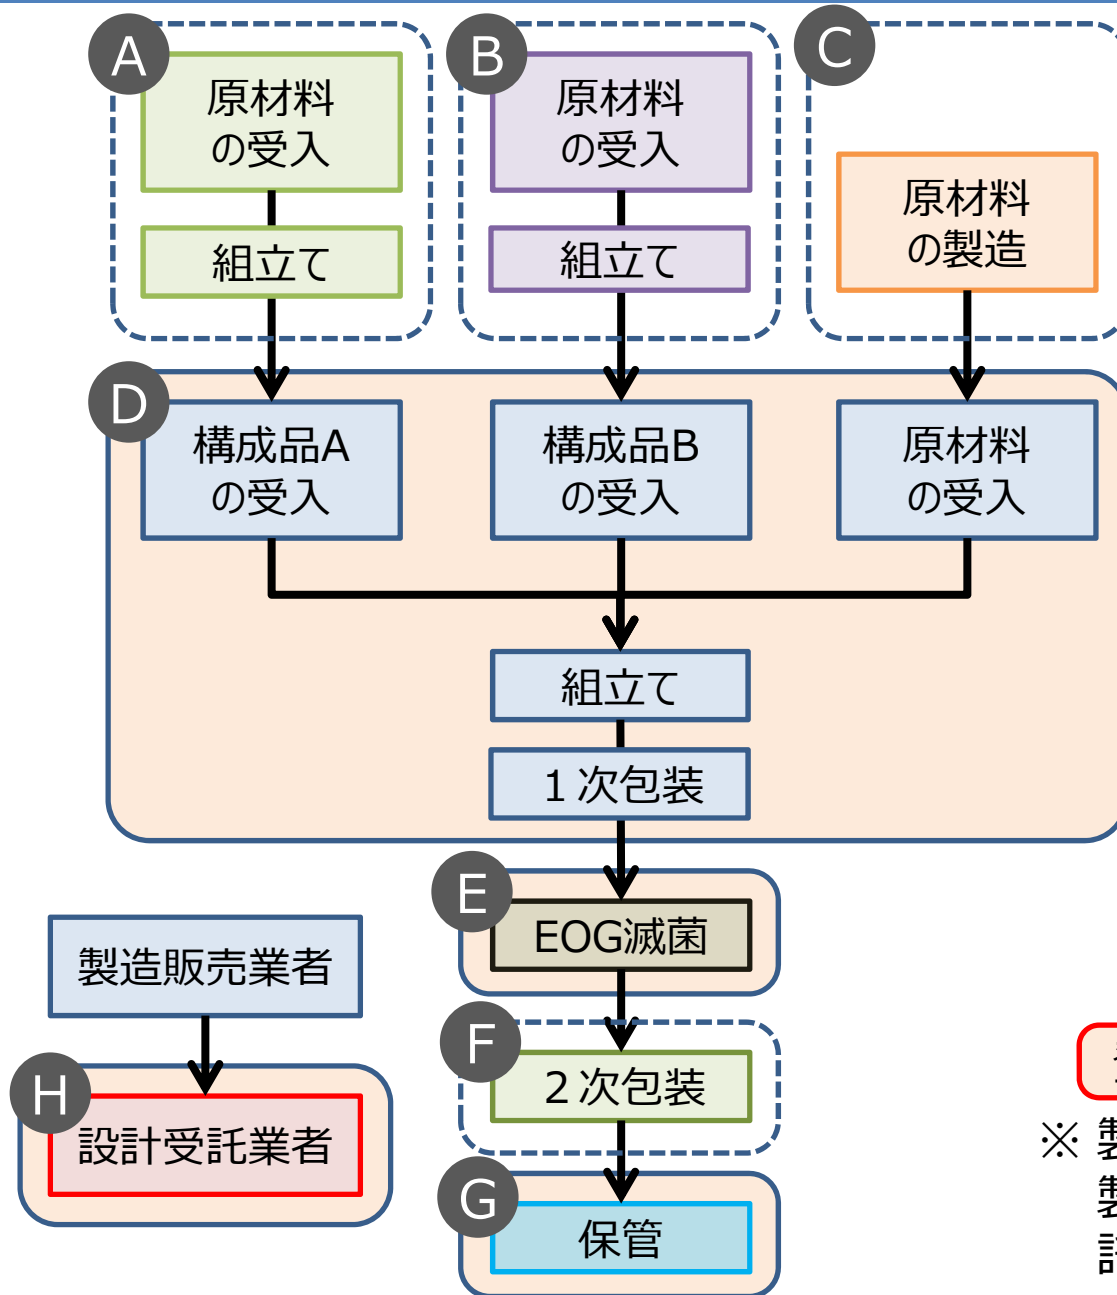 A
原材料
の受入
組立て
B
原材料
の受入
組立て
C
原材料
の製造
D
構成品A
の受入
構成品B
の受入
原材料
の受入
組立て
１次包装
E
EOG滅菌
F
２次包装
G
保管
製造販売業者
H
設計受託業者
※ 製
製